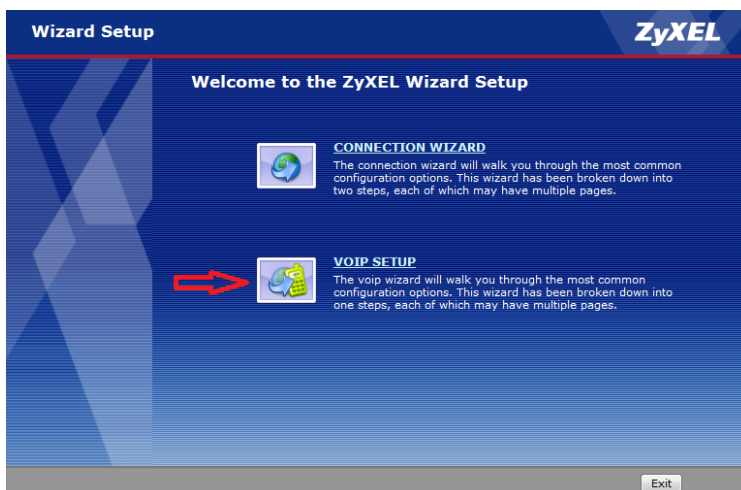 Wizard Setup
ZyXEL
Welcome to the ZyXEL Wizard Setup
CONNECTION WIZARD
The connection wizard will walk you through the most common
configuration options. This wizard has been broken down into
two steps, each of which may have multiple pages.
VOIP SETUP
The voip wizard will walk you through the most common
configuration options. This wizard has been broken down into
one steps, each of which may have multiple pages.
Exit